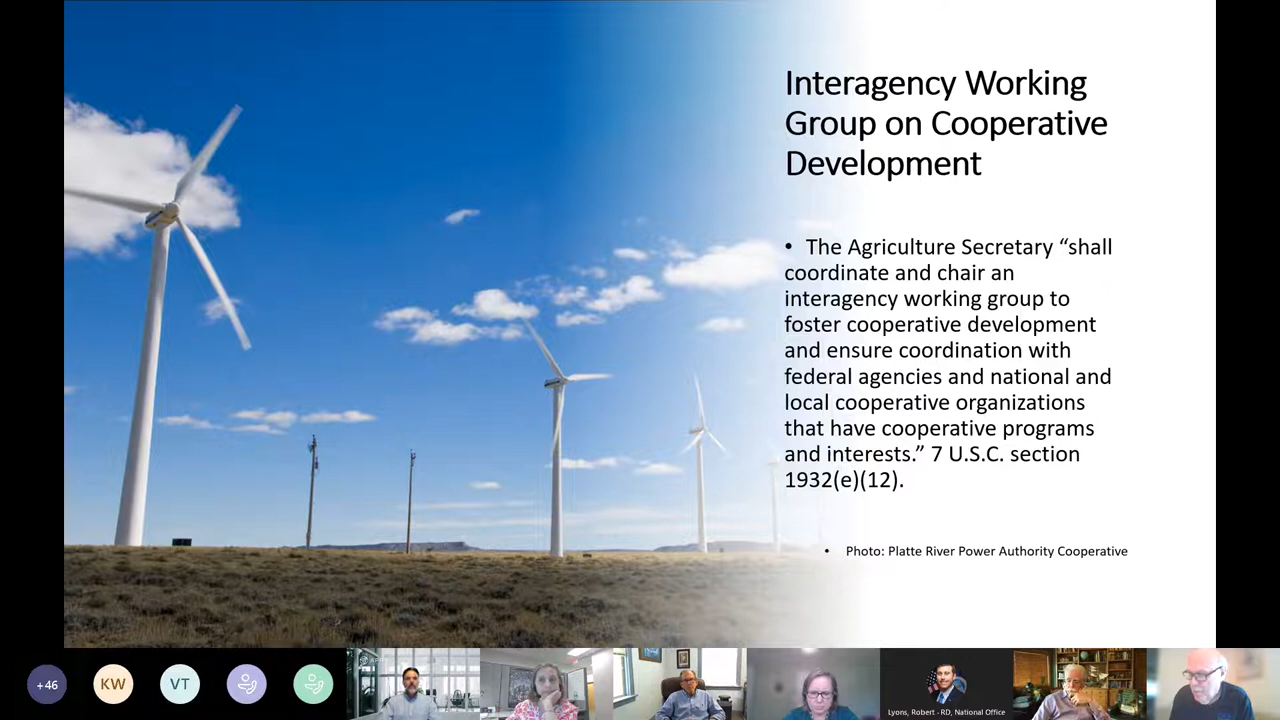 Interagency Working
Group on Cooperative
Development
• The Agriculture Secretary “shall
coordinate and chair an
interagency working group to
foster cooperative development
and ensure coordination with
federal agencies and national and
local cooperative organizations
that have cooperative programs
and interests.” 7 U.S.C. section
1932(e)(12).
• Photo: Platte River Power Authority Cooperative
+46
KW
VT
Lyons, Robert - RD, National Office